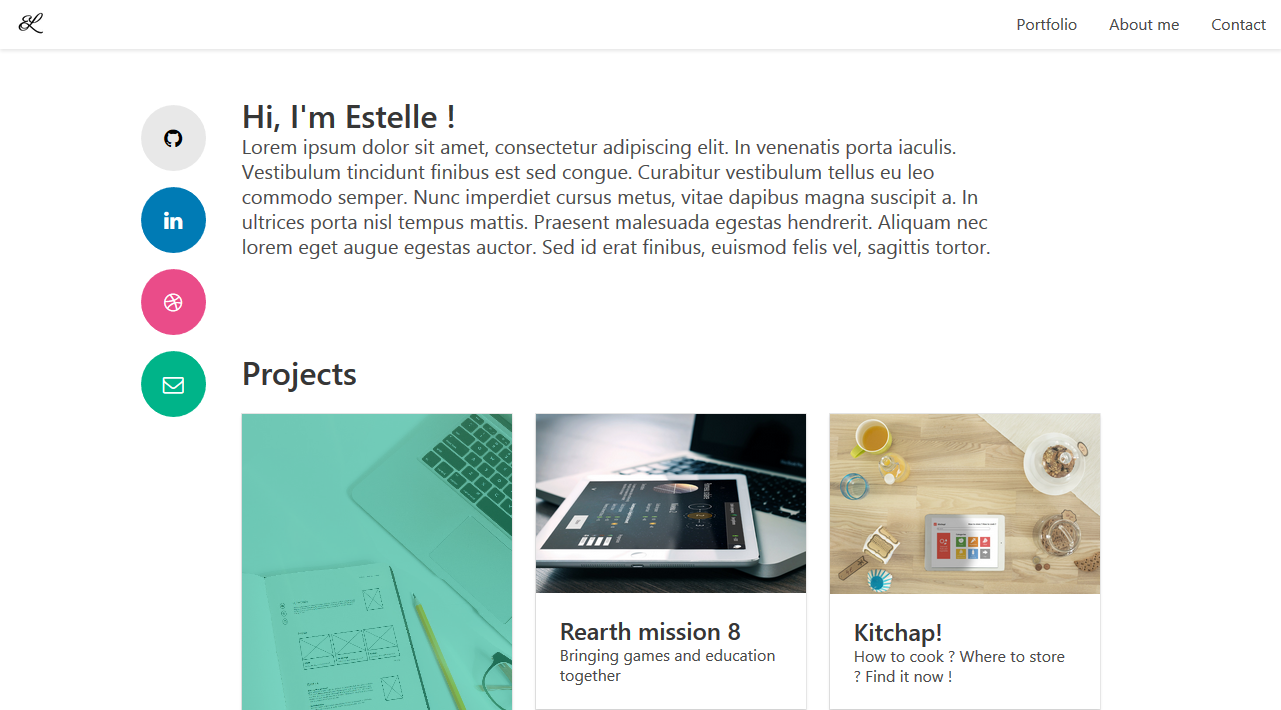 EL
Portfolio
About me
Contact
Hi, I'm Estelle !
Lorem ipsum dolor sit amet, consectetur adipiscing elit. In venenatis porta iaculis.
Vestibulum tincidunt finibus est sed congue. Curabitur vestibulum tellus eu leo
commodo semper. Nunc imperdiet cursus metus, vitae dapibus magna suscipit a. In
ultrices porta nisl tempus mattis. Praesent malesuada egestas hendrerit. Aliquam nec
lorem eget augue egestas auctor. Sed id erat finibus, euismod felis vel, sagittis tortor.
in
Projects
Rearth mission 8
Bringing games and education
together
Kitchap!
How to cook ? Where to store
? Find it now !